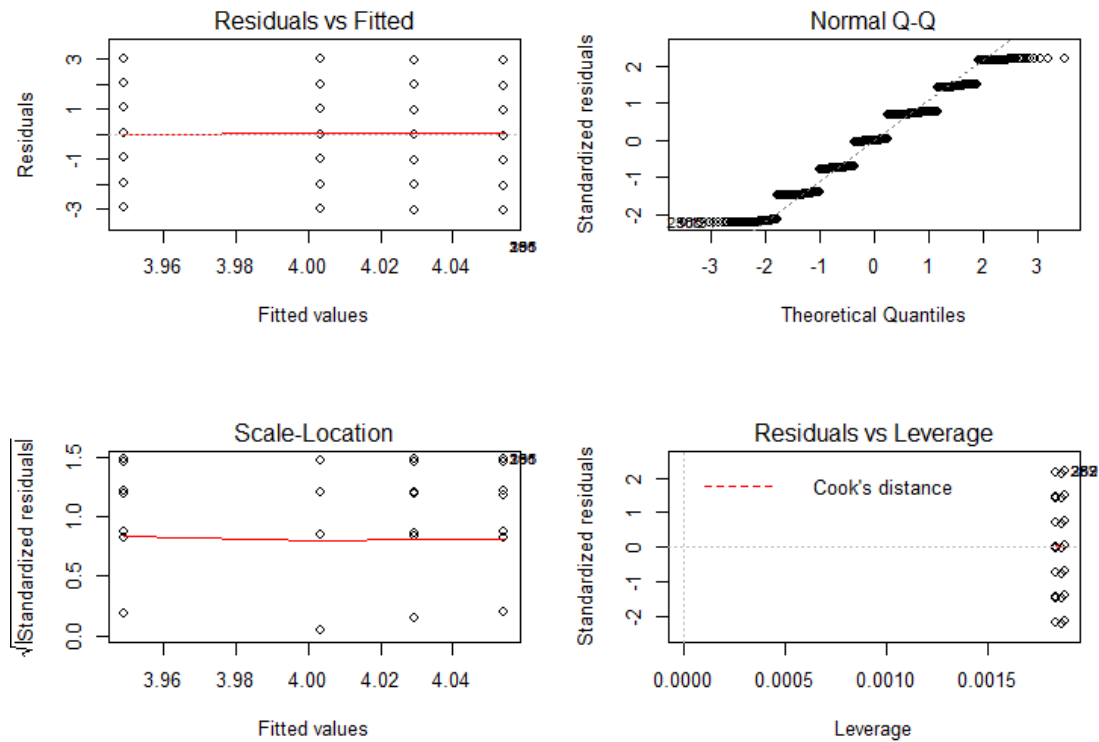 Residuals vs Fitted
Residuals
3
1
-1
-3
3.96 3.98 4.00 4.02 4.04
Fitted values
Normal Q-Q
Standardized residuals
2
1
0
-1
-2
-3 -2 -1 0 1 2 3
Theoretical Quantiles
Scale-Location
√|Standardized residuals|
1.5
1.0
0.5
0.0
3.96 3.98 4.00 4.02 4.04
Fitted values
Residuals vs Leverage
Standardized residuals
2
1
0
-1
-2
Cook's distance
0.0000 0.0005 0.0010 0.0015
Leverage